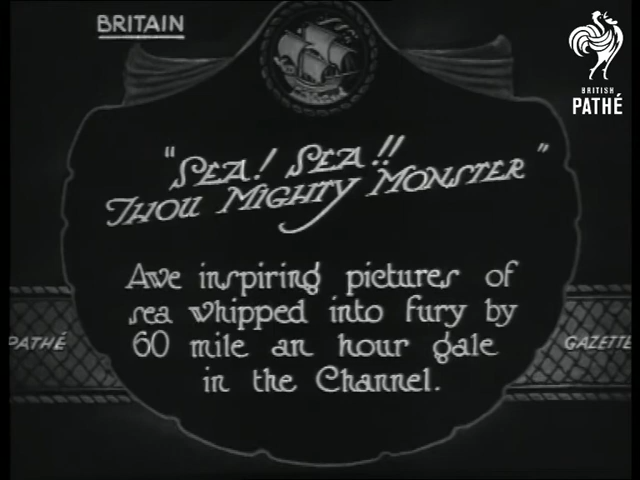 BRITAIN
BRITISH
PATHÉ
"SEA! SEA!!
THOU MIGHTY MONSTER"
Awe inspiring pictures of
sea whipped into fury by
60 mile an hour gale
in the Channel.
PATHÉ
GAZETTE